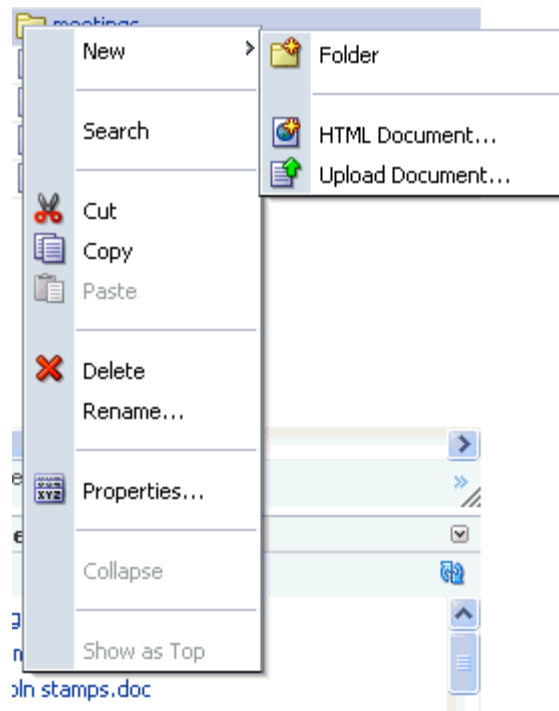 meetings
New
Folder
Search
HTML Document...
Upload Document...
Cut
Copy
Paste
Delete
Rename...
Properties...
Collapse
Show as Top
stamps.doc